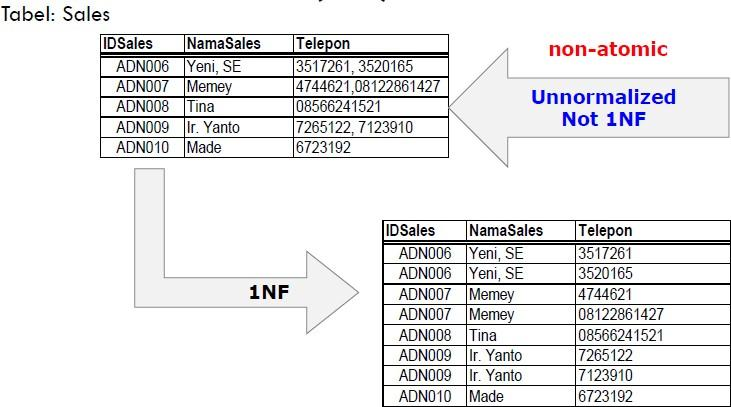 Tabel: Sales
IDSales NamaSales Telepon
ADN006 Yeni, SE 3517261, 3520165
ADN007 Memey 4744621,08122861427
ADN008 Tina 08566241521
ADN009 Ir. Yanto 7265122, 7123910
ADN010 Made 6723192
non-atomic
Unnormalized
Not 1NF
1NF
IDSales NamaSales Telepon
ADN006 Yeni, SE 3517261
ADN006 Yeni, SE 3520165
ADN007 Memey 4744621
ADN007 Memey 08122861427
ADN008 Tina 08566241521
ADN009 Ir. Yanto 7265122
ADN009 Ir. Yanto 7123910
ADN010 Made 6723192